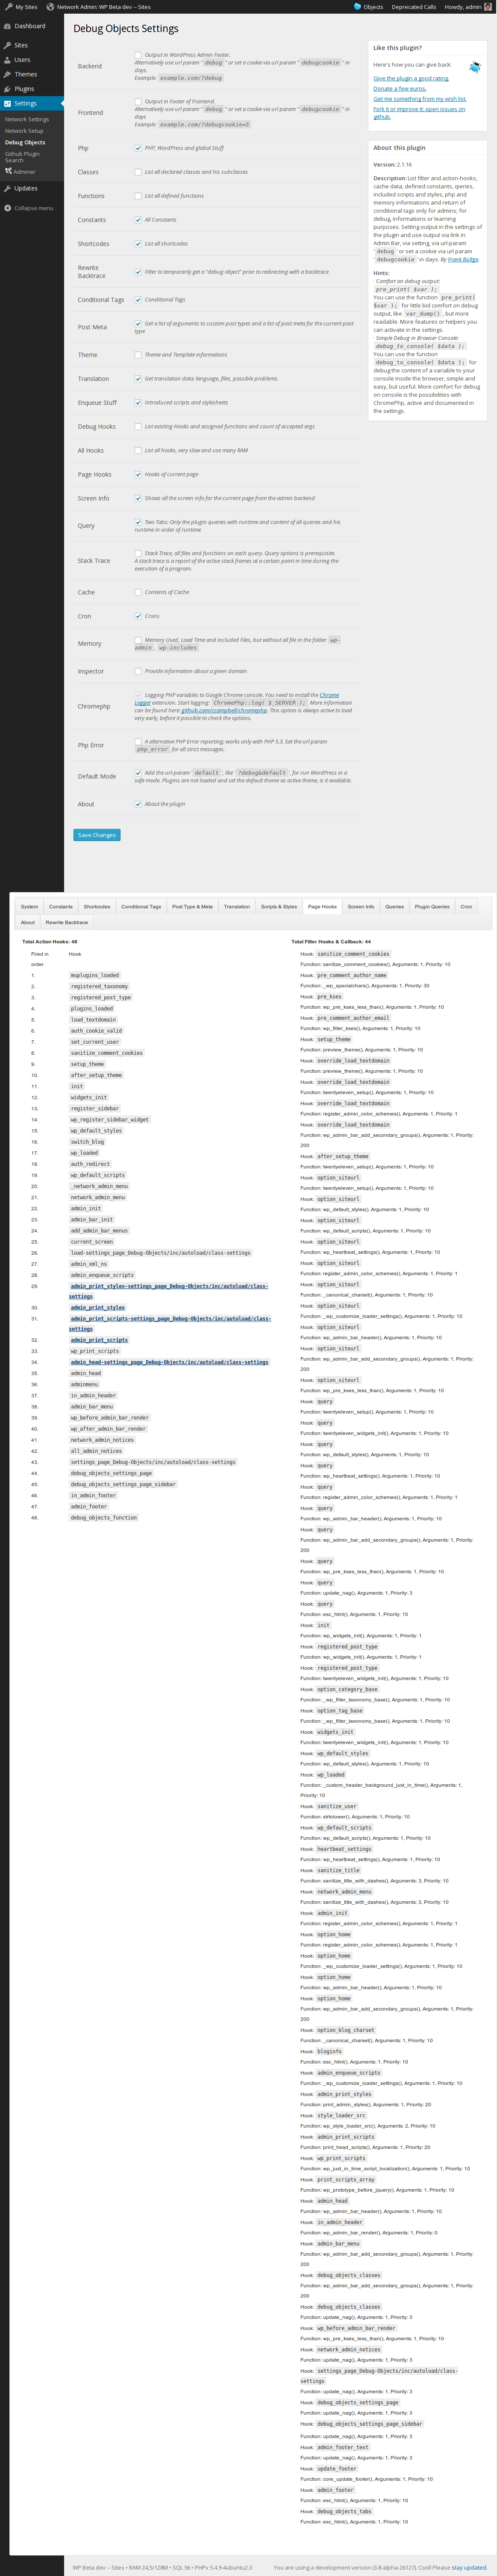 My Sites
Network Admin: WP Beta dev – Sites
Objects
Deprecated Calls
Howdy, admin
Dashboard
Sites
Users
Themes
Plugins
Settings
Network Settings
Network Setup
Debug Objects
Github Plugin
Search
Adminer
Updates
Collapse menu
Debug Objects Settings
Backend
Output in WordPress Admin Footer.
Alternatively use url param " debug " or set a cookie via url param " debugcookie " in
days.
Example: example.com/?debug
Frontend
Output in Footer of Frontend.
Alternatively use url param " debug " or set a cookie via url param " debugcookie " in
days
Example: example.com/?debugcookie=5
Php
PHP, WordPress and global Stuff
Classes
List all declared classes and his subclasses
Functions
List all defined functions
Constants
All Constants
Shortcodes
List all shortcodes
Rewrite
Backtrace
Filter to temporarily get a "debug object" prior to redirecting with a backtrace
Conditional Tags
Conditional Tags
Post Meta
Get a list of arguments to custom post types and a list of post meta for the current post
type
Theme
Theme and Template informations
Translation
Get translation data: language, files, possible problems.
Enqueue Stuff
Introduced scripts and stylesheets
Debug Hooks
List existing Hooks and assigned functions and count of accepted args
All Hooks
List all hooks, very slow and use many RAM
Page Hooks
Hooks of current page
Screen Info
Shows all the screen info for the current page from the admin backend
Query
Two Tabs: Only the plugin queries with runtime and content of all queries and his
runtime in order of runtime
Stack Trace
Stack Trace, all files and functions on each query. Query options is prerequisite.
A stack trace is a report of the active stack frames at a certain point in time during the
execution of a program.
Cache
Contents of Cache
Cron
Crons
Memory
Memory Used, Load Time and included Files, but without all file in the folder wp-
admin , wp-includes
Inspector
Provide information about a given domain
Chromephp
Logging PHP variables to Google Chrome console. You need to install the Chrome
Logger extension. Start logging: ChromePhp::log( $_SERVER ); More information
can be found here: github.com/ccampbell/chromephp. This option is always active to load
very early, before it possible to check the options.
Php Error
A alternative PHP Error reporting; works only with PHP 5.3. Set the url param
php_error for all strict messages.
Default Mode
Add the url-param ' default ', like ' ?debug&default ', for run WordPress in a
safe mode. Plugins are not loaded and set the default theme as active theme, is it available.
About
About the plugin
Save Changes
Like this plugin?
Here's how you can give back:
Give the plugin a good rating.
Donate a few euros.
Get me something from my wish list.
Fork it or improve it; open issues on
github.
About this plugin
Version: 2.1.16
Description: List filter and action-hooks,
cache data, defined constants, qieries,
included scripts and styles, php and
memory informations and return of
conditional tags only for admins; for
debug, informations or learning
purposes. Setting output in the settings of
the plugin and use output via link in
Admin Bar, via setting, via url-param
' debug ' or set a cookie via url param
' debugcookie ' in days. By Frank Bültge.
Hints:
· Comfort on debug output:
pre_print( $var );
You can use the function pre_print(
$var ); for little bid comfort on debug
output, like var_dump() , but more
readable. More features or helpers you
can activate in the settings.
· Simple Debug in Browser Console:
debug_to_console( $data );
You can use the function
debug_to_console( $data ); for
debug the content of a variable to your
console inside the browser, simple and
easy, but useful. More comfort for debug
on console is the possibilities with
ChromePhp, active and documented in
the settings.
System
Constants
Shortcodes
Conditional Tags
Post Type & Meta
Translation
Scripts & Styles
Page Hooks
Screen Info
Queries
Plugin Queries
Cron
About
Rewrite Backtrace
Total Action Hooks: 48
Fired in
order
Hook
1. muplugins_loaded
2. registered_taxonomy
3. registered_post_type
4. plugins_loaded
5. load_textdomain
6. auth_cookie_valid
7. set_current_user
8. sanitize_comment_cookies
9. setup_theme
10. after_setup_theme
11. init
12. widgets_init
13. register_sidebar
14. wp_register_sidebar_widget
15. wp_default_styles
16. switch_blog
17. wp_loaded
18. auth_redirect
19. wp_default_scripts
20. _network_admin_menu
21. network_admin_menu
22. admin_init
23. admin_bar_init
24. add_admin_bar_menus
25. current_screen
26. load-settings_page_Debug-Objects/inc/autoload/class-settings
27. admin_xml_ns
28. admin_enqueue_scripts
29. admin_print_styles-settings_page_Debug-Objects/inc/autoload/class-
settings
30. admin_print_styles
31. admin_print_scripts-settings_page_Debug-Objects/inc/autoload/class-
settings
32. admin_print_scripts
33. wp_print_scripts
34. admin_head-settings_page_Debug-Objects/inc/autoload/class-settings
35. admin_head
36. adminmenu
37. in_admin_header
38. admin_bar_menu
39. wp_before_admin_bar_render
40. wp_after_admin_bar_render
41. network_admin_notices
42. all_admin_notices
43. settings_page_Debug-Objects/inc/autoload/class-settings
44. debug_objects_settings_page
45. debug_objects_settings_page_sidebar
46. in_admin_footer
47. admin_footer
48. debug_objects_function
Total Filter Hooks & Callback: 44
Hook: sanitize_comment_cookies
Function: sanitize_comment_cookies(), Arguments: 1, Priority: 10
Hook: pre_comment_author_name
Function: _wp_specialchars(), Arguments: 1, Priority: 30
Hook: pre_kses
Function: wp_pre_kses_less_than(), Arguments: 1, Priority: 10
Hook: pre_comment_author_email
Function: wp_filter_kses(), Arguments: 1, Priority: 10
Hook: setup_theme
Function: preview_theme(), Arguments: 1, Priority: 10
Hook: override_load_textdomain
Function: preview_theme(), Arguments: 1, Priority: 10
Hook: override_load_textdomain
Function: twentyeleven_setup(), Arguments: 1, Priority: 10
Hook: override_load_textdomain
Function: register_admin_color_schemes(), Arguments: 1, Priority: 1
Hook: override_load_textdomain
Function: wp_admin_bar_add_secondary_groups(), Arguments: 1, Priority:
200
Hook: after_setup_theme
Function: twentyeleven_setup(), Arguments: 1, Priority: 10
Hook: option_siteurl
Function: twentyeleven_setup(), Arguments: 1, Priority: 10
Hook: option_siteurl
Function: wp_default_styles(), Arguments: 1, Priority: 10
Hook: option_siteurl
Function: wp_default_scripts(), Arguments: 1, Priority: 10
Hook: option_siteurl
Function: wp_heartbeat_settings(), Arguments: 1, Priority: 10
Hook: option_siteurl
Function: register_admin_color_schemes(), Arguments: 1, Priority: 1
Hook: option_siteurl
Function: _canonical_charset(), Arguments: 1, Priority: 10
Hook: option_siteurl
Function: _wp_customize_loader_settings(), Arguments: 1, Priority: 10
Hook: option_siteurl
Function: wp_admin_bar_header(), Arguments: 1, Priority: 10
Hook: option_siteurl
Function: wp_admin_bar_add_secondary_groups(), Arguments: 1, Priority:
200
Hook: option_siteurl
Function: wp_pre_kses_less_than(), Arguments: 1, Priority: 10
Hook: query
Function: twentyeleven_setup(), Arguments: 1, Priority: 10
Hook: query
Function: twentyeleven_widgets_init(), Arguments: 1, Priority: 10
Hook: query
Function: wp_default_styles(), Arguments: 1, Priority: 10
Hook: query
Function: wp_heartbeat_settings(), Arguments: 1, Priority: 10
Hook: query
Function: register_admin_color_schemes(), Arguments: 1, Priority: 1
Hook: query
Function: wp_admin_bar_header(), Arguments: 1, Priority: 10
Hook: query
Function: wp_admin_bar_add_secondary_groups(), Arguments: 1, Priority:
200
Hook: query
Function: wp_pre_kses_less_than(), Arguments: 1, Priority: 10
Hook: query
Function: update_nag(), Arguments: 1, Priority: 3
Hook: query
Function: esc_html(), Arguments: 1, Priority: 10
Hook: init
Function: wp_widgets_init(), Arguments: 1, Priority: 1
Hook: registered_post_type
Function: wp_widgets_init(), Arguments: 1, Priority: 1
Hook: registered_post_type
Function: twentyeleven_widgets_init(), Arguments: 1, Priority: 10
Hook: option_category_base
Function: _wp_filter_taxonomy_base(), Arguments: 1, Priority: 10
Hook: option_tag_base
Function: _wp_filter_taxonomy_base(), Arguments: 1, Priority: 10
Hook: widgets_init
Function: twentyeleven_widgets_init(), Arguments: 1, Priority: 10
Hook: wp_default_styles
Function: wp_default_styles(), Arguments: 1, Priority: 10
Hook: wp_loaded
Function: _custom_header_background_just_in_time(), Arguments: 1,
Priority: 10
Hook: sanitize_user
Function: strtolower(), Arguments: 1, Priority: 10
Hook: wp_default_scripts
Function: wp_default_scripts(), Arguments: 1, Priority: 10
Hook: heartbeat_settings
Function: wp_heartbeat_settings(), Arguments: 1, Priority: 10
Hook: sanitize_title
Function: sanitize_title_with_dashes(), Arguments: 3, Priority: 10
Hook: network_admin_menu
Function: sanitize_title_with_dashes(), Arguments: 3, Priority: 10
Hook: admin_init
Function: register_admin_color_schemes(), Arguments: 1, Priority: 1
Hook: option_home
Function: register_admin_color_schemes(), Arguments: 1, Priority: 1
Hook: option_home
Function: _wp_customize_loader_settings(), Arguments: 1, Priority: 10
Hook: option_home
Function: wp_admin_bar_header(), Arguments: 1, Priority: 10
Hook: option_home
Function: wp_admin_bar_add_secondary_groups(), Arguments: 1, Priority:
200
Hook: option_blog_charset
Function: _canonical_charset(), Arguments: 1, Priority: 10
Hook: bloginfo
Function: esc_html(), Arguments: 1, Priority: 10
Hook: admin_enqueue_scripts
Function: _wp_customize_loader_settings(), Arguments: 1, Priority: 10
Hook: admin_print_styles
Function: print_admin_styles(), Arguments: 1, Priority: 20
Hook: style_loader_src
Function: wp_style_loader_src(), Arguments: 2, Priority: 10
Hook: admin_print_scripts
Function: print_head_scripts(), Arguments: 1, Priority: 20
Hook: wp_print_scripts
Function: wp_just_in_time_script_localization(), Arguments: 1, Priority: 10
Hook: print_scripts_array
Function: wp_prototype_before_jquery(), Arguments: 1, Priority: 10
Hook: admin_head
Function: wp_admin_bar_header(), Arguments: 1, Priority: 10
Hook: in_admin_header
Function: wp_admin_bar_render(), Arguments: 1, Priority: 0
Hook: admin_bar_menu
Function: wp_admin_bar_add_secondary_groups(), Arguments: 1, Priority:
200
Hook: debug_objects_classes
Function: wp_admin_bar_add_secondary_groups(), Arguments: 1, Priority:
200
Hook: debug_objects_classes
Function: update_nag(), Arguments: 1, Priority: 3
Hook: wp_before_admin_bar_render
Function: wp_pre_kses_less_than(), Arguments: 1, Priority: 10
Hook: network_admin_notices
Function: update_nag(), Arguments: 1, Priority: 3
Hook: settings_page_Debug-Objects/inc/autoload/class-
settings
Function: update_nag(), Arguments: 1, Priority: 3
Hook: debug_objects_settings_page
Function: update_nag(), Arguments: 1, Priority: 3
Hook: debug_objects_settings_page_sidebar
Function: update_nag(), Arguments: 1, Priority: 3
Hook: admin_footer_text
Function: update_nag(), Arguments: 1, Priority: 3
Hook: update_footer
Function: core_update_footer(), Arguments: 1, Priority: 10
Hook: admin_footer
Function: esc_html(), Arguments: 1, Priority: 10
Hook: debug_objects_tabs
Function: esc_html(), Arguments: 1, Priority: 10
WP Beta dev – Sites • RAM 24,5/128M • SQL 56 • PHPv 5.4.9-4ubuntu2.3
You are using a development version (3.8-alpha-26127). Cool! Please stay updated.